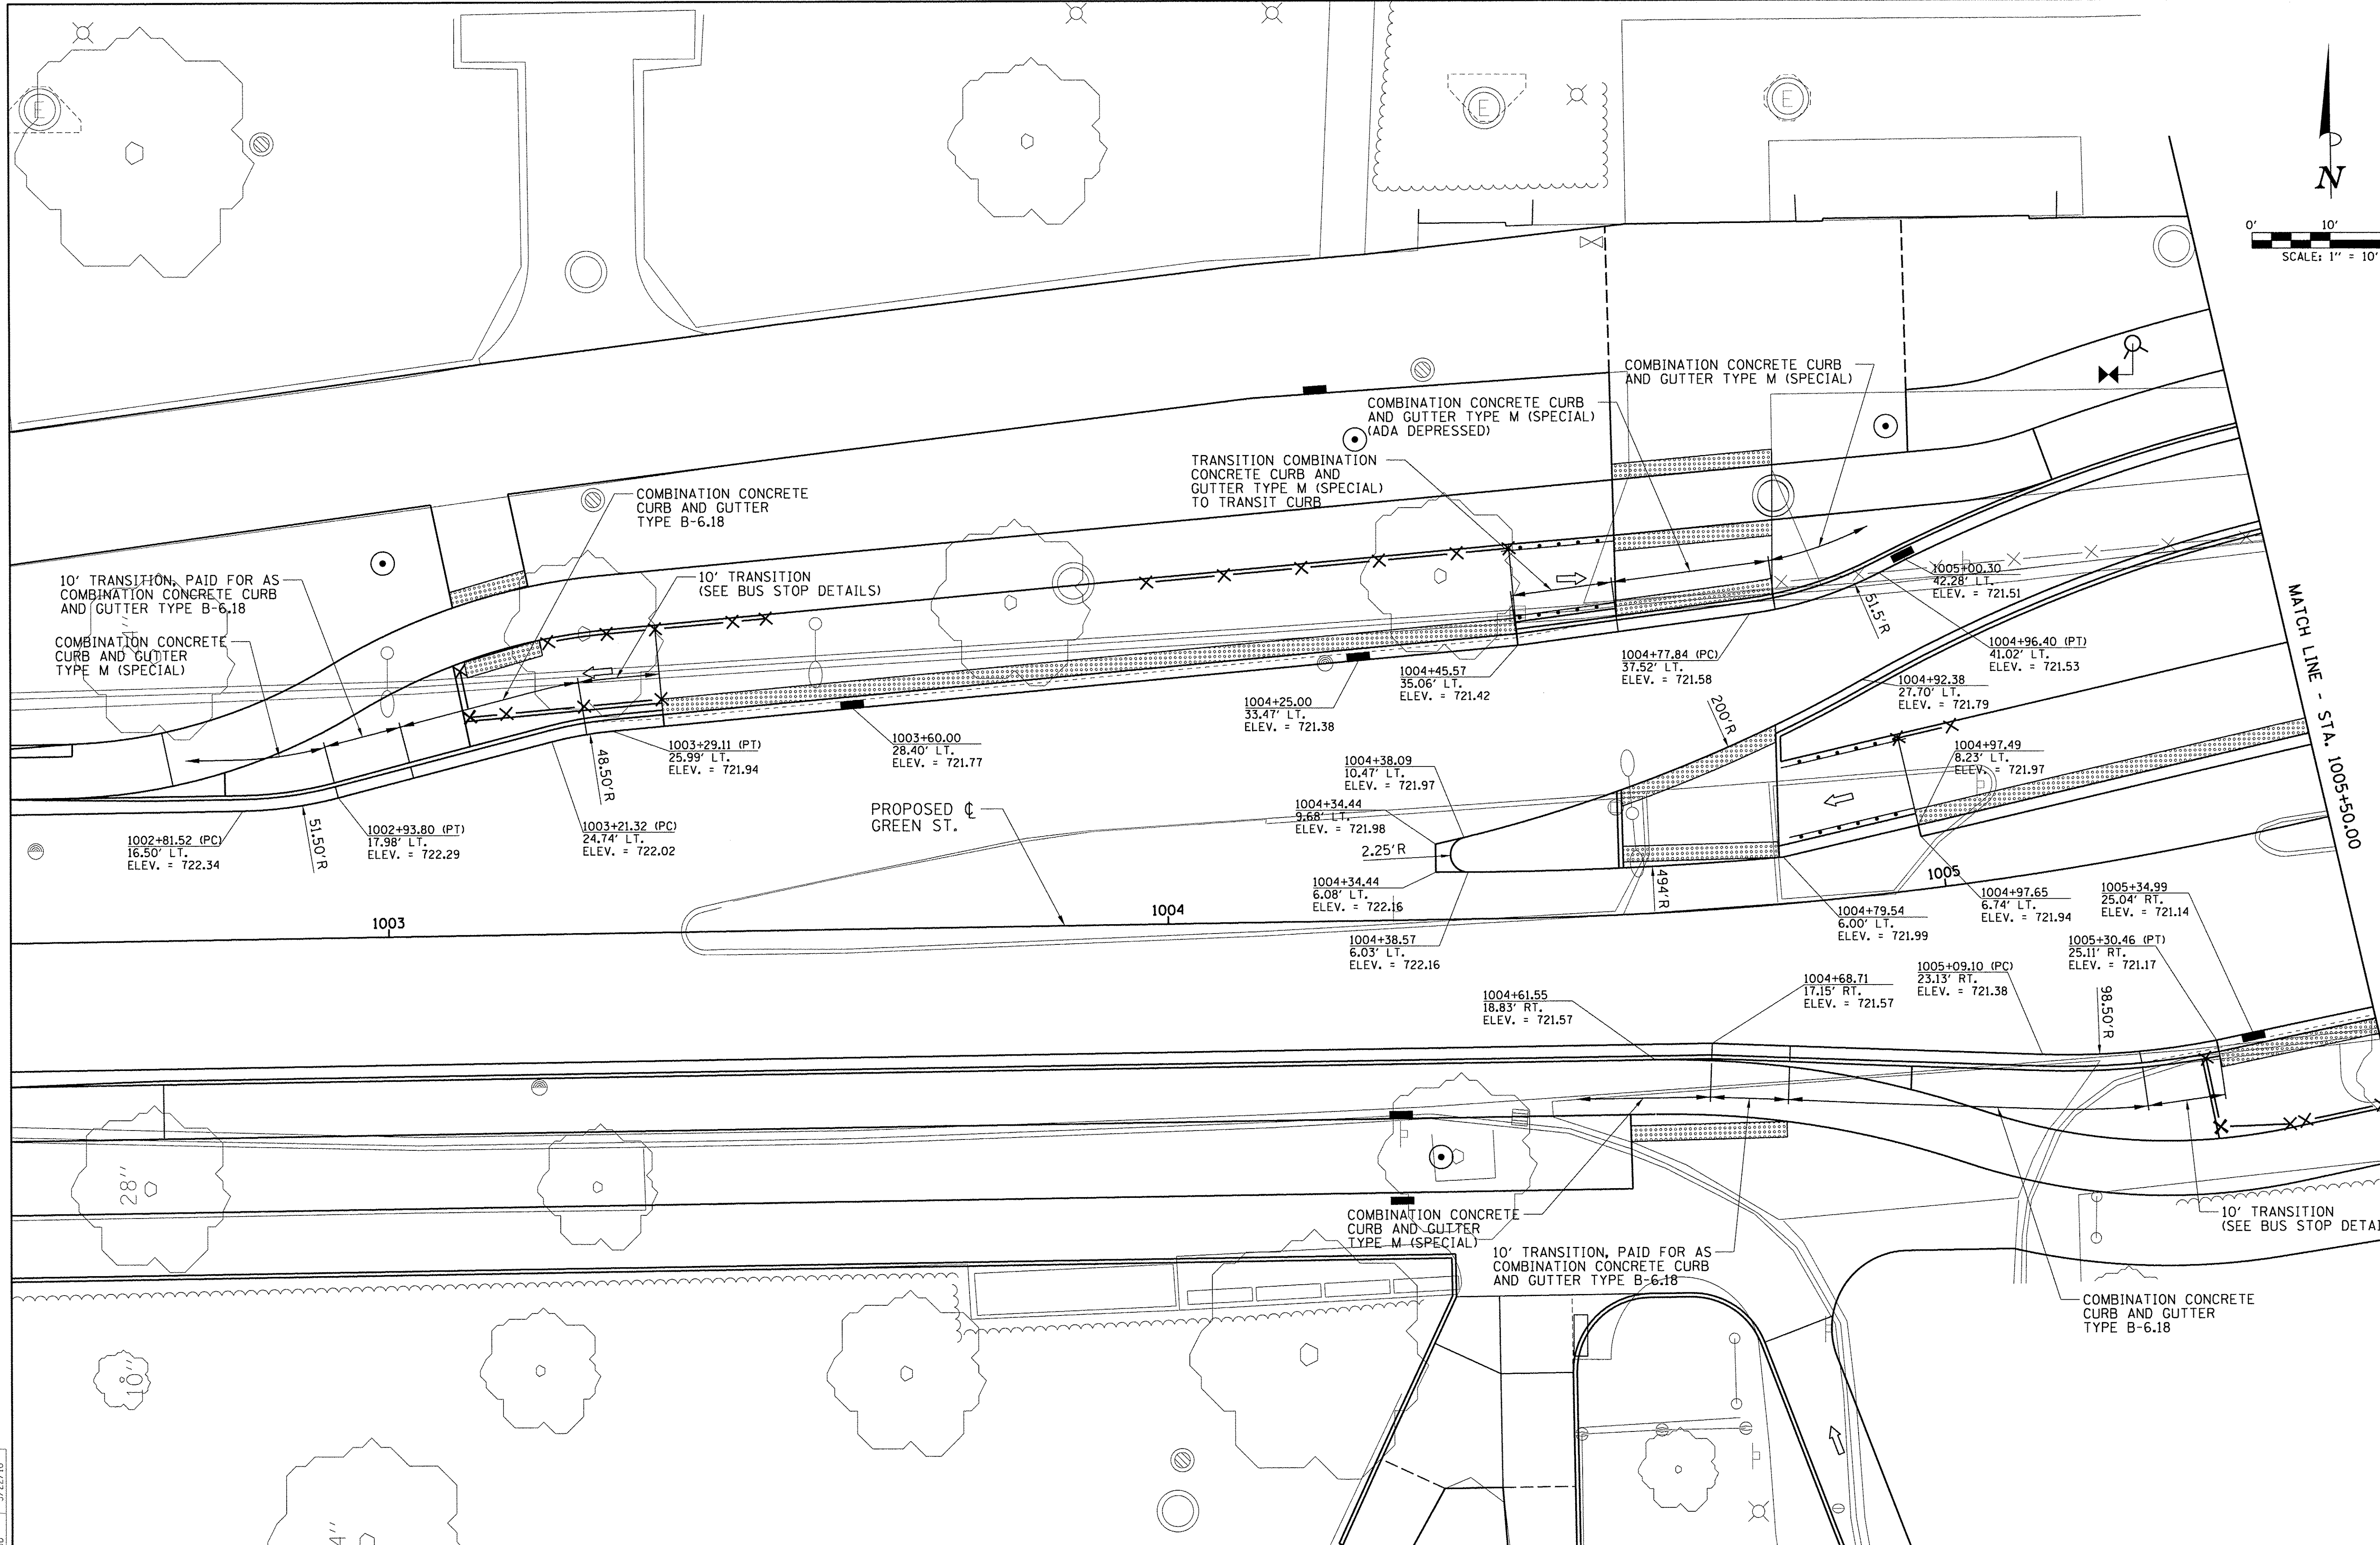 E
E
E
N
0' 10'
SCALE: 1'' = 10'
COMBINATION CONCRETE CURB
AND GUTTER TYPE M (SPECIAL)
COMBINATION CONCRETE CURB
AND GUTTER TYPE M (SPECIAL)
(ADA DEPRESSED)
TRANSITION COMBINATION
CONCRETE CURB AND
GUTTER TYPE M (SPECIAL)
TO TRANSIT CURB
COMBINATION CONCRETE
CURB AND GUTTER
TYPE B-6.18
10' TRANSITION, PAID FOR AS
COMBINATION CONCRETE CURB
AND GUTTER TYPE B-6.18
10' TRANSITION
(SEE BUS STOP DETAILS)
COMBINATION CONCRETE
CURB AND GUTTER
TYPE M (SPECIAL)
1005+00.30
42.28' LT.
ELEV. = 721.51
51.5'R
1004+96.40 (PT)
41.02' LT.
ELEV. = 721.53
1004+77.84 (PC)
37.52' LT.
ELEV. = 721.58
1004+45.57
35.06' LT.
ELEV. = 721.42
1004+92.38
27.70' LT.
ELEV. = 721.79
200'R
1004+25.00
33.47' LT.
ELEV. = 721.38
MATCH LINE - STA. 1005+50.00
1003+29.11 (PT)
25.99' LT.
ELEV. = 721.94
48.50'R
1003+60.00
28.40' LT.
ELEV. = 721.77
1004+97.49
8.23' LT.
ELEV. = 721.97
1004+38.09
10.47' LT.
ELEV. = 721.97
1004+34.44
9.68' LT.
ELEV. = 721.98
PROPOSED ℄
GREEN ST.
1002+81.52 (PC)
16.50' LT.
ELEV. = 722.34
51.50'R
1002+93.80 (PT)
17.98' LT.
ELEV. = 722.29
1003+21.32 (PC)
24.74' LT.
ELEV. = 722.02
2.25'R
1004+34.44
6.08' LT.
ELEV. = 722.16
494'R
1005
1004+97.65
6.74' LT.
ELEV. = 721.94
1005+34.99
25.04' RT.
ELEV. = 721.14
1003
1004
1004+79.54
6.00' LT.
ELEV. = 721.99
1004+38.57
6.03' LT.
ELEV. = 722.16
1005+30.46 (PT)
25.11' RT.
ELEV. = 721.17
1004+61.55
18.83' RT.
ELEV. = 721.57
1004+68.71
17.15' RT.
ELEV. = 721.57
1005+09.10 (PC)
23.13' RT.
ELEV. = 721.38
98.50'R
28''
COMBINATION CONCRETE
CURB AND GUTTER
TYPE M (SPECIAL)
10' TRANSITION, PAID FOR AS
COMBINATION CONCRETE CURB
AND GUTTER TYPE B-6.18
10' TRANSITION
(SEE BUS STOP DETAI
COMBINATION CONCRETE
CURB AND GUTTER
TYPE B-6.18
10''
4''